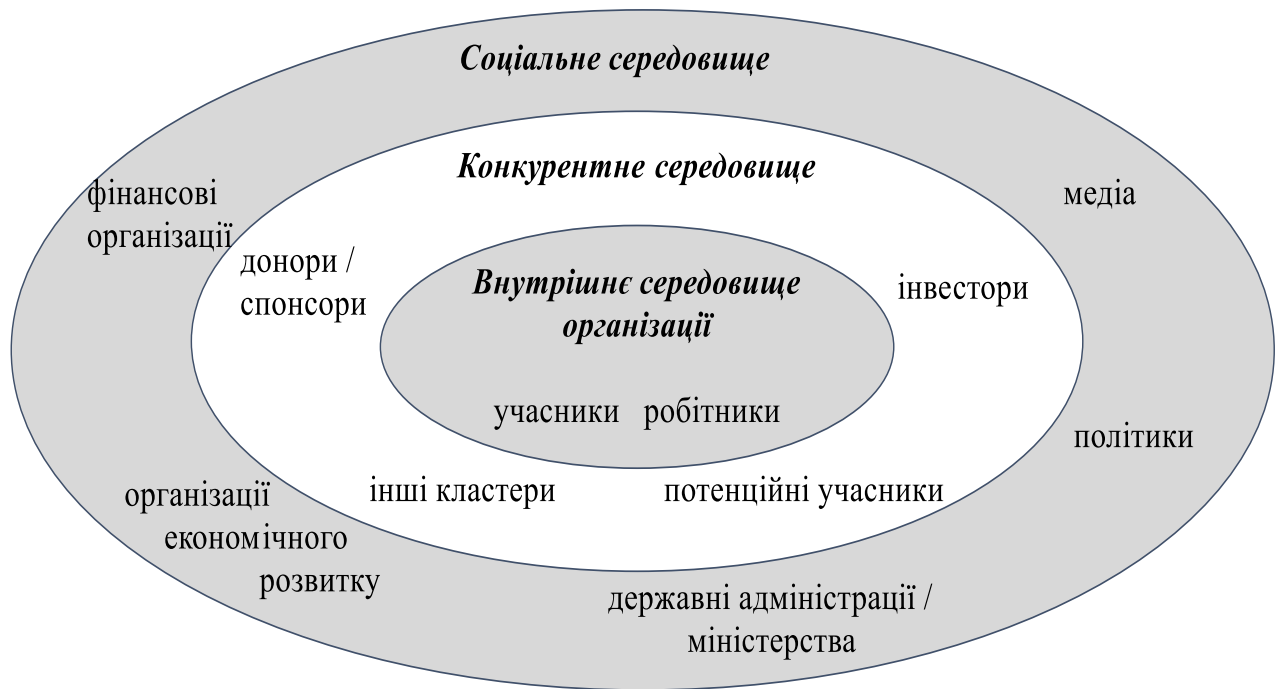 Соціальне середовище
Конкурентне середовище
фінансові
організації
медіа
донори /
спонсори
Внутрішнє середовище
організації
інвестори
учасники робітники
політики
організації
економічного
розвитку
інші кластери
потенційні учасники
державні адміністрації /
міністерства